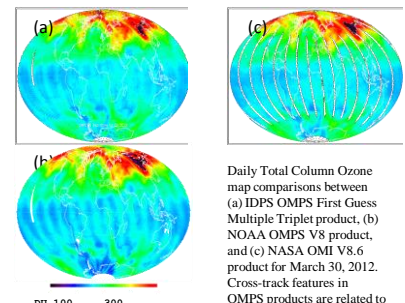 (a)
(c)
(b)
Daily Total Column Ozone
map comparisons between
(a) IDPS OMPS First Guess
Multiple Triplet product, (b)
NOAA OMPS V8 product,
and (c) NASA OMI V8.6
product for March 30, 2012.
Cross-track features in
OMPS products are related to
100 300